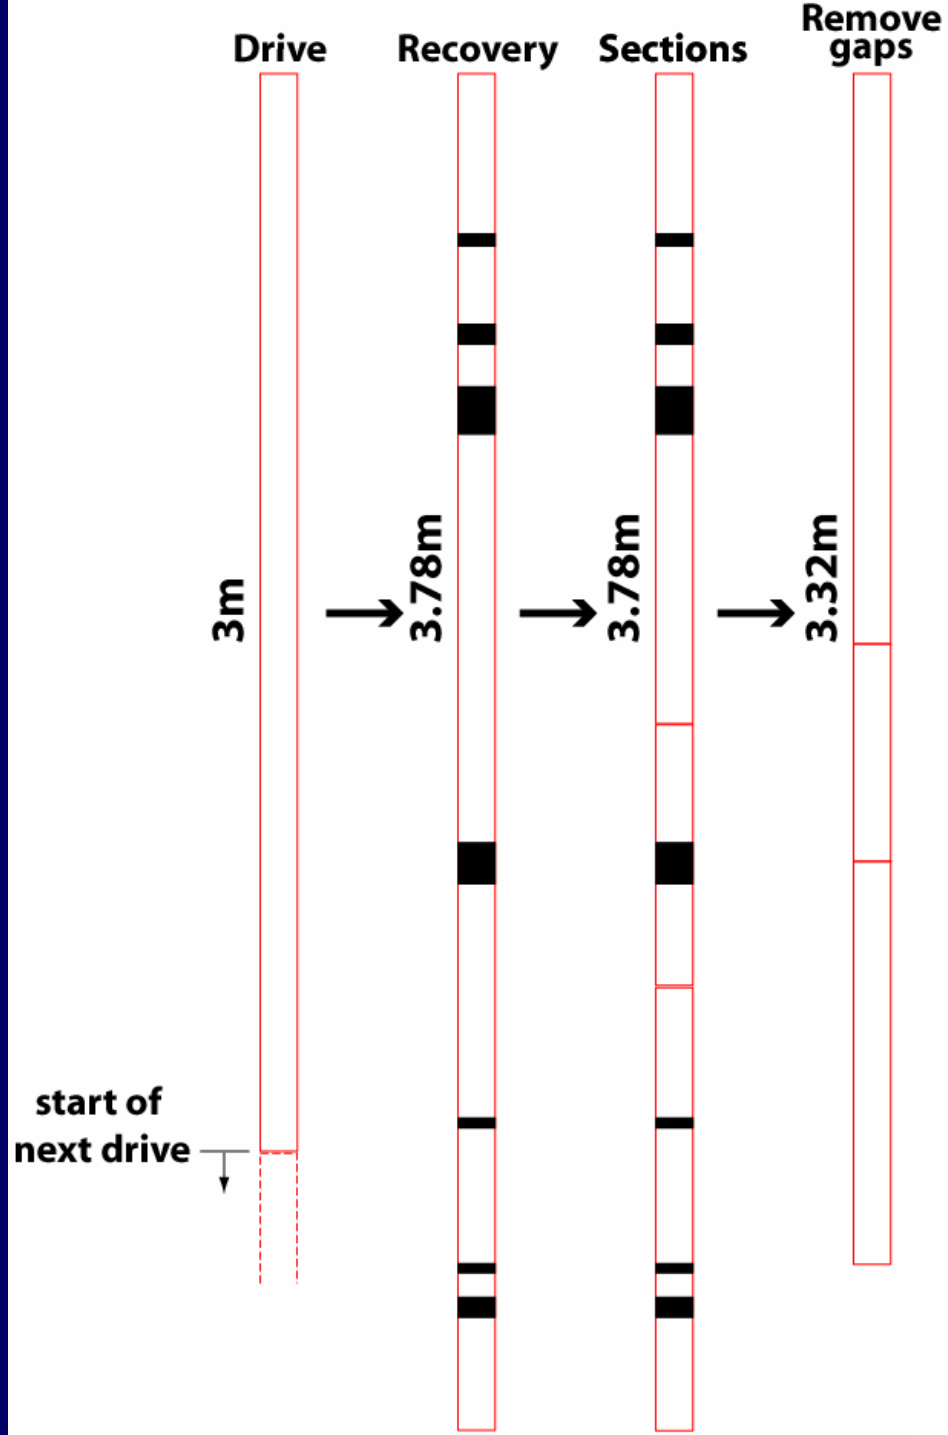 Drive
Recovery
Sections
Remove
gaps
3m
3.78m
3.78m
3.32m
start of
next drive